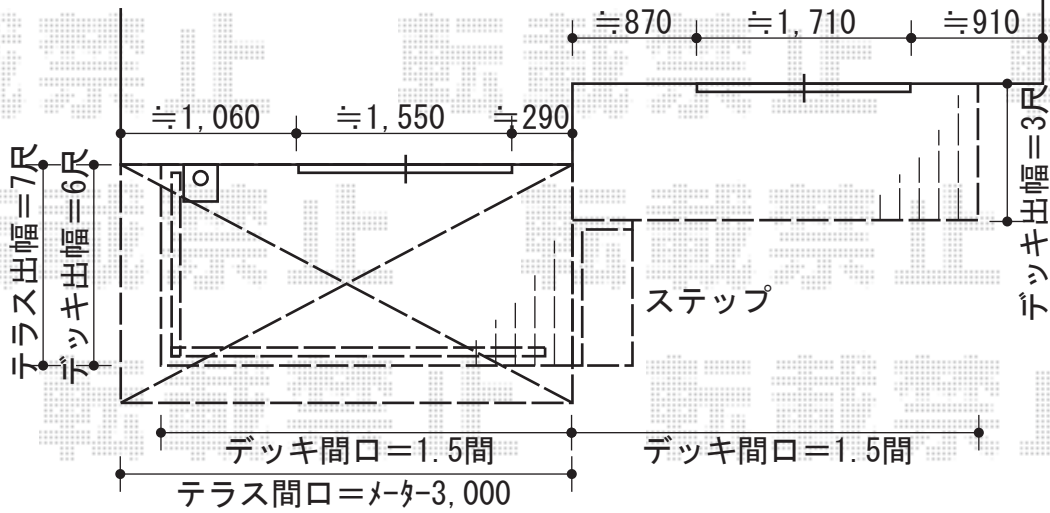 ≒870
≒1,710
≒910
≒1,060
≒1,550
≒290
テラス出幅=7尺
デッキ出幅=6尺
デッキ出幅=3尺
ステップ
デッキ間口=1.5間
デッキ間口=1.5間
テラス間口=メーター3,000